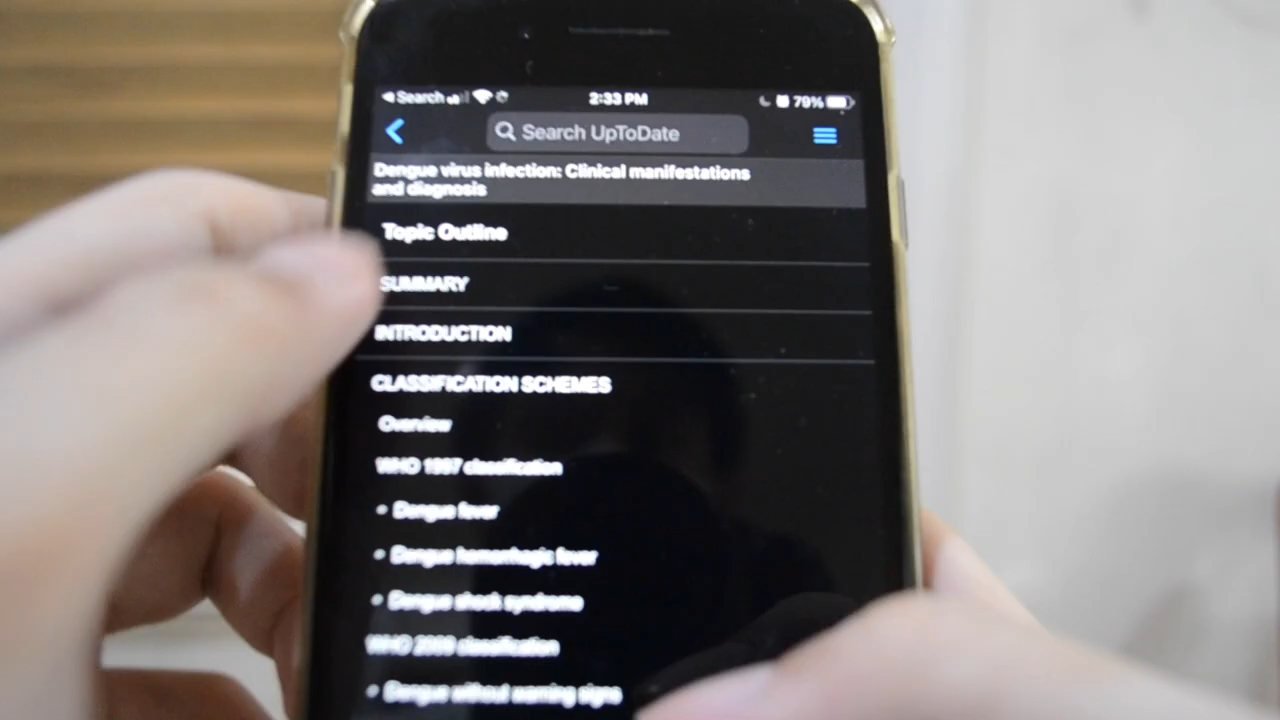 Search
2:33 PM
79%
Search UpToDate
Dengue virus infection: Clinical manifestations
and diagnosis
Topic Outline
SUMMARY
INTRODUCTION
CLASSIFICATION SCHEMES
Overview
WHO 1997 classification
- Dengue fever
- Dengue hemorrhagic fever
- Dengue shock syndrome
WHO 2009 classification
- Dengue without warning signs